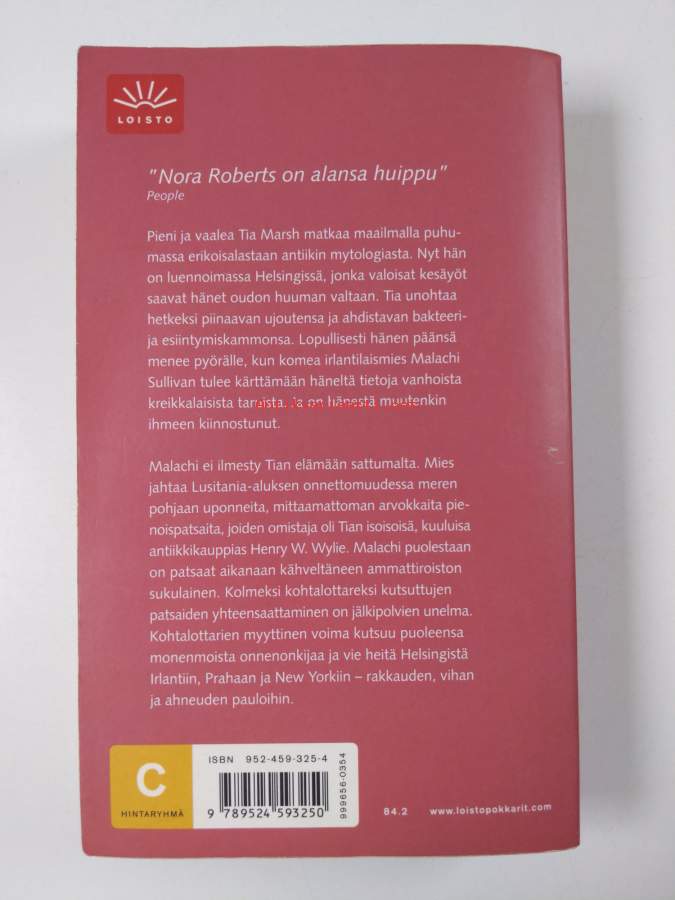 LOISTO
"Nora Roberts on alansa huippu"
People
Pieni ja vaalea Tia Marsh matkaa maailmalla puhu-
massa erikoisalastaan antiikin mytologiasta. Nyt hän
on luennoimassa Helsingissä, jonka valoisat kesäyöt
saavat hänet oudon huuman valtaan. Tia unohtaa
hetkeksi piinaavan ujoutensa ja ahdistavan bakteeri-
ja esiintymiskammonsa. Lopullisesti hänen päänsä
menee pyörälle, kun komea irlantilaismies Malachi
Sullivan tulee kärttämään häneltä tietoja vanhoista
kreikkalaisista taruista. Ja on hänestä muutenkin
ihmeen kiinnostunut.
Malachi ei ilmesty Tian elämään sattumalta. Mies
jahtaa Lusitania-aluksen onnettomuudessa meren
pohjaan uponneita, mittaamattoman arvokkaita pie-
noispatsaita, joiden omistaja oli Tian isoisoisä, kuuluisa
antiikkikauppias Henry W. Wylie. Malachi puolestaan
on patsaat aikanaan kähveltäneen ammattiroiston
sukulainen. Kolmeksi kohtalottareksi kutsuttujen
patsaiden yhteensaattaminen on jälkipolvien unelma.
Kohtalottarien myyttinen voima kutsuu puoleensa
monenmoista onnenonkijaa ja vie heitä Helsingistä
Irlantiin, Prahaan ja New Yorkiin – rakkauden, vihan
ja ahneuden pauloihin.
C
HINTARYHMÄ
ISBN 952-459-325-4
9 789524 593250
999656-0354
84.2
www.loistopokkarit.com